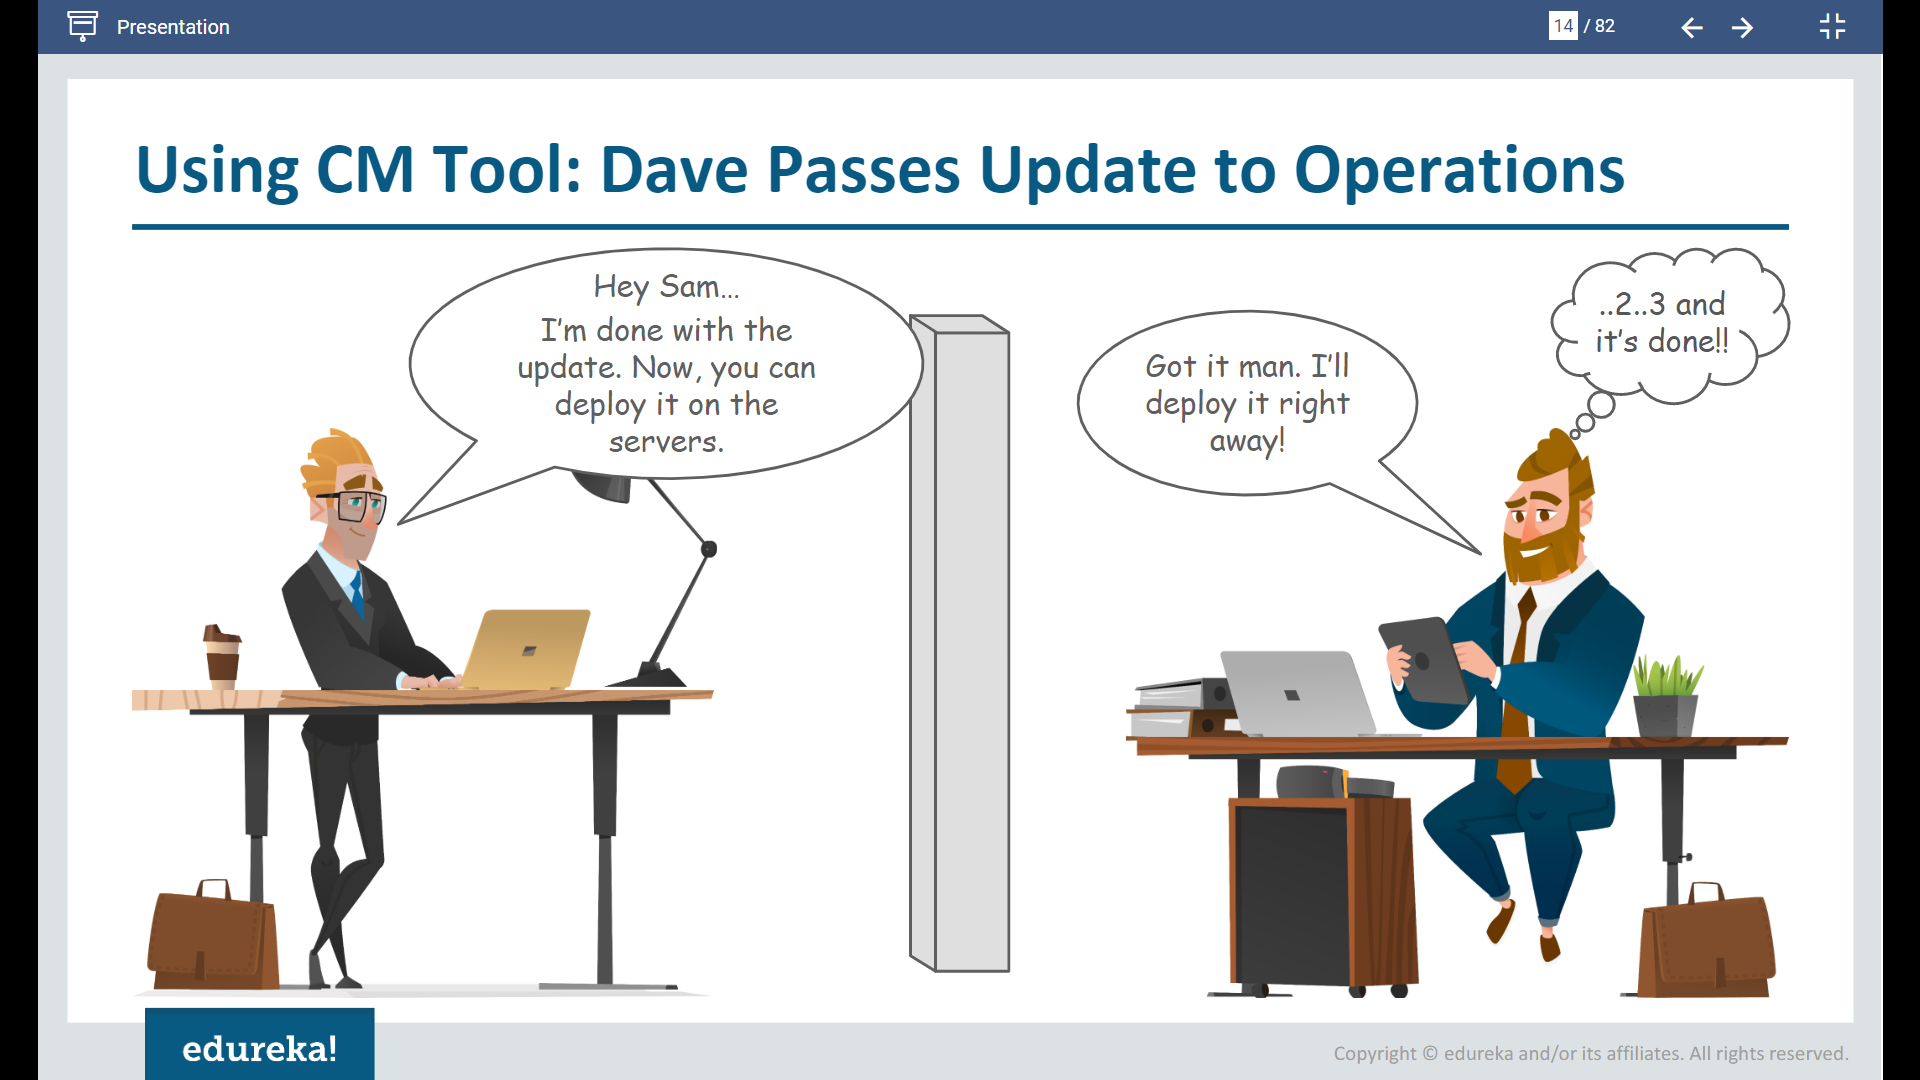 Presentation
14 / 82
Using CM Tool: Dave Passes Update to Operations
Hey Sam...
I'm done with the
update. Now, you can
deploy it on the
servers.
Got it man. I'll
deploy it right
away!
..2..3 and
it's done!!
edureka!
Copyright © edureka and/or its affiliates. All rights reserved.